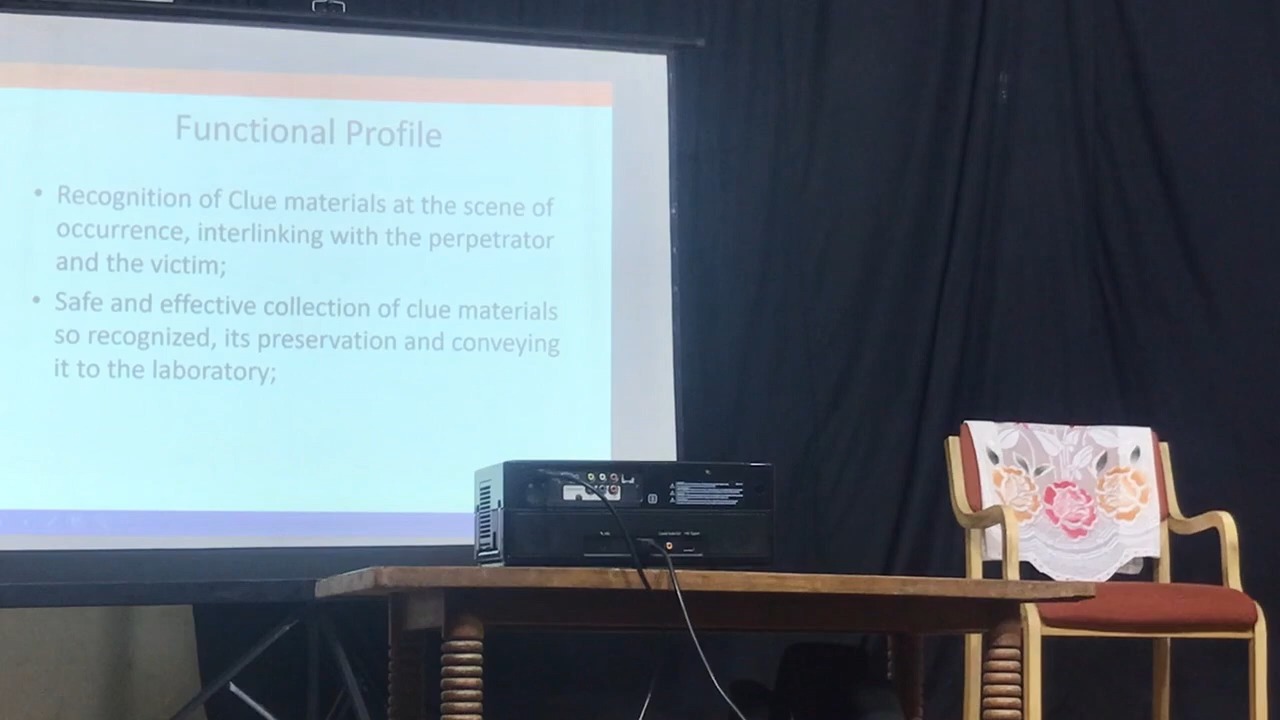 Functional Profile
• Recognition of Clue materials at the scene of
occurrence, interlinking with the perpetrator
and the victim;
• Safe and effective collection of clue materials
so recognized, its preservation and conveying
it to the laboratory;